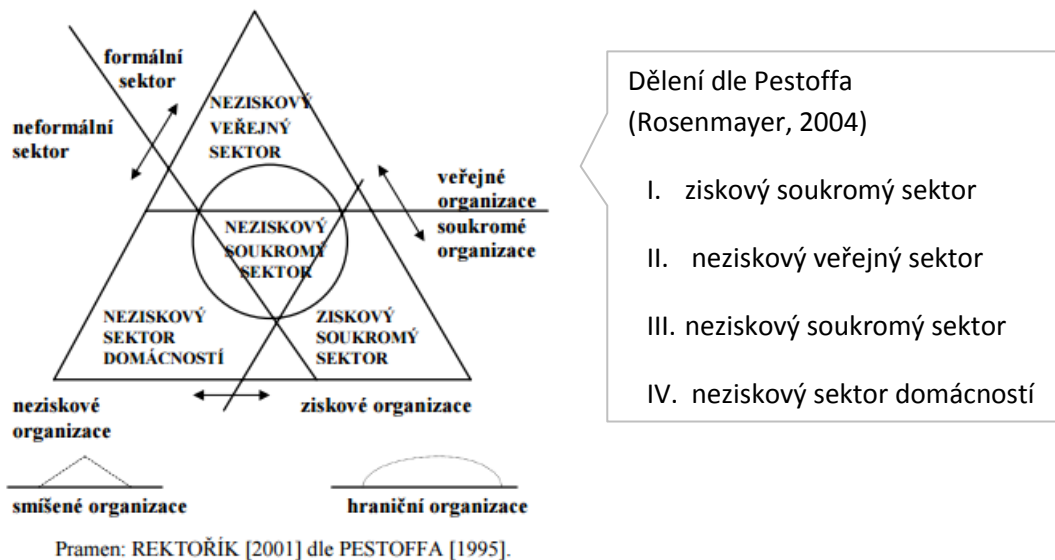 formální
sektor
neformální
sektor
NEZISKOVÝ
VEŘEJNÝ
SEKTOR
veřejné
organizace
soukromé
organizace
NEZISKOVÝ
SOUKROMÝ
SEKTOR
NEZISKOVÝ
SEKTOR
DOMÁCNOSTÍ
ZISKOVÝ
SOUKROMÝ
SEKTOR
neziskové
organizace
ziskové organizace
smíšené organizace
hraniční organizace
Pramen: REKTOŘÍK [2001] dle PESTOFFA [1995].
Dělení dle Pestoffa
(Rosenmayer, 2004)
I. ziskový soukromý sektor
II. neziskový veřejný sektor
III. neziskový soukromý sektor
IV. neziskový sektor domácností